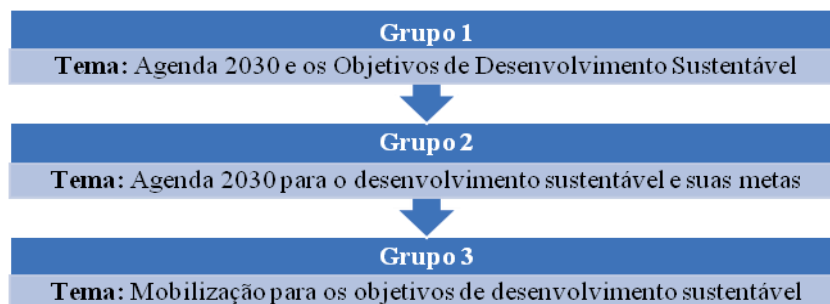 Grupo 1
Tema: Agenda 2030 e os Objetivos de Desenvolvimento Sustentável
Grupo 2
Tema: Agenda 2030 para o desenvolvimento sustentável e suas metas
Grupo 3
Tema: Mobilização para os objetivos de desenvolvimento sustentável